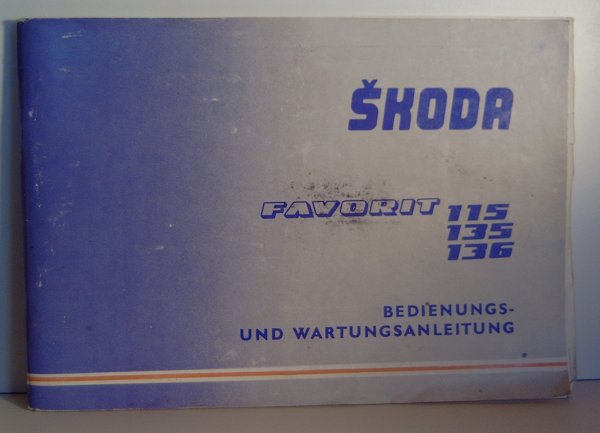 ŠKODA
FAVORIT 115
135
136
BEDIENUNGS-
UND WARTUNGSANLEITUNG